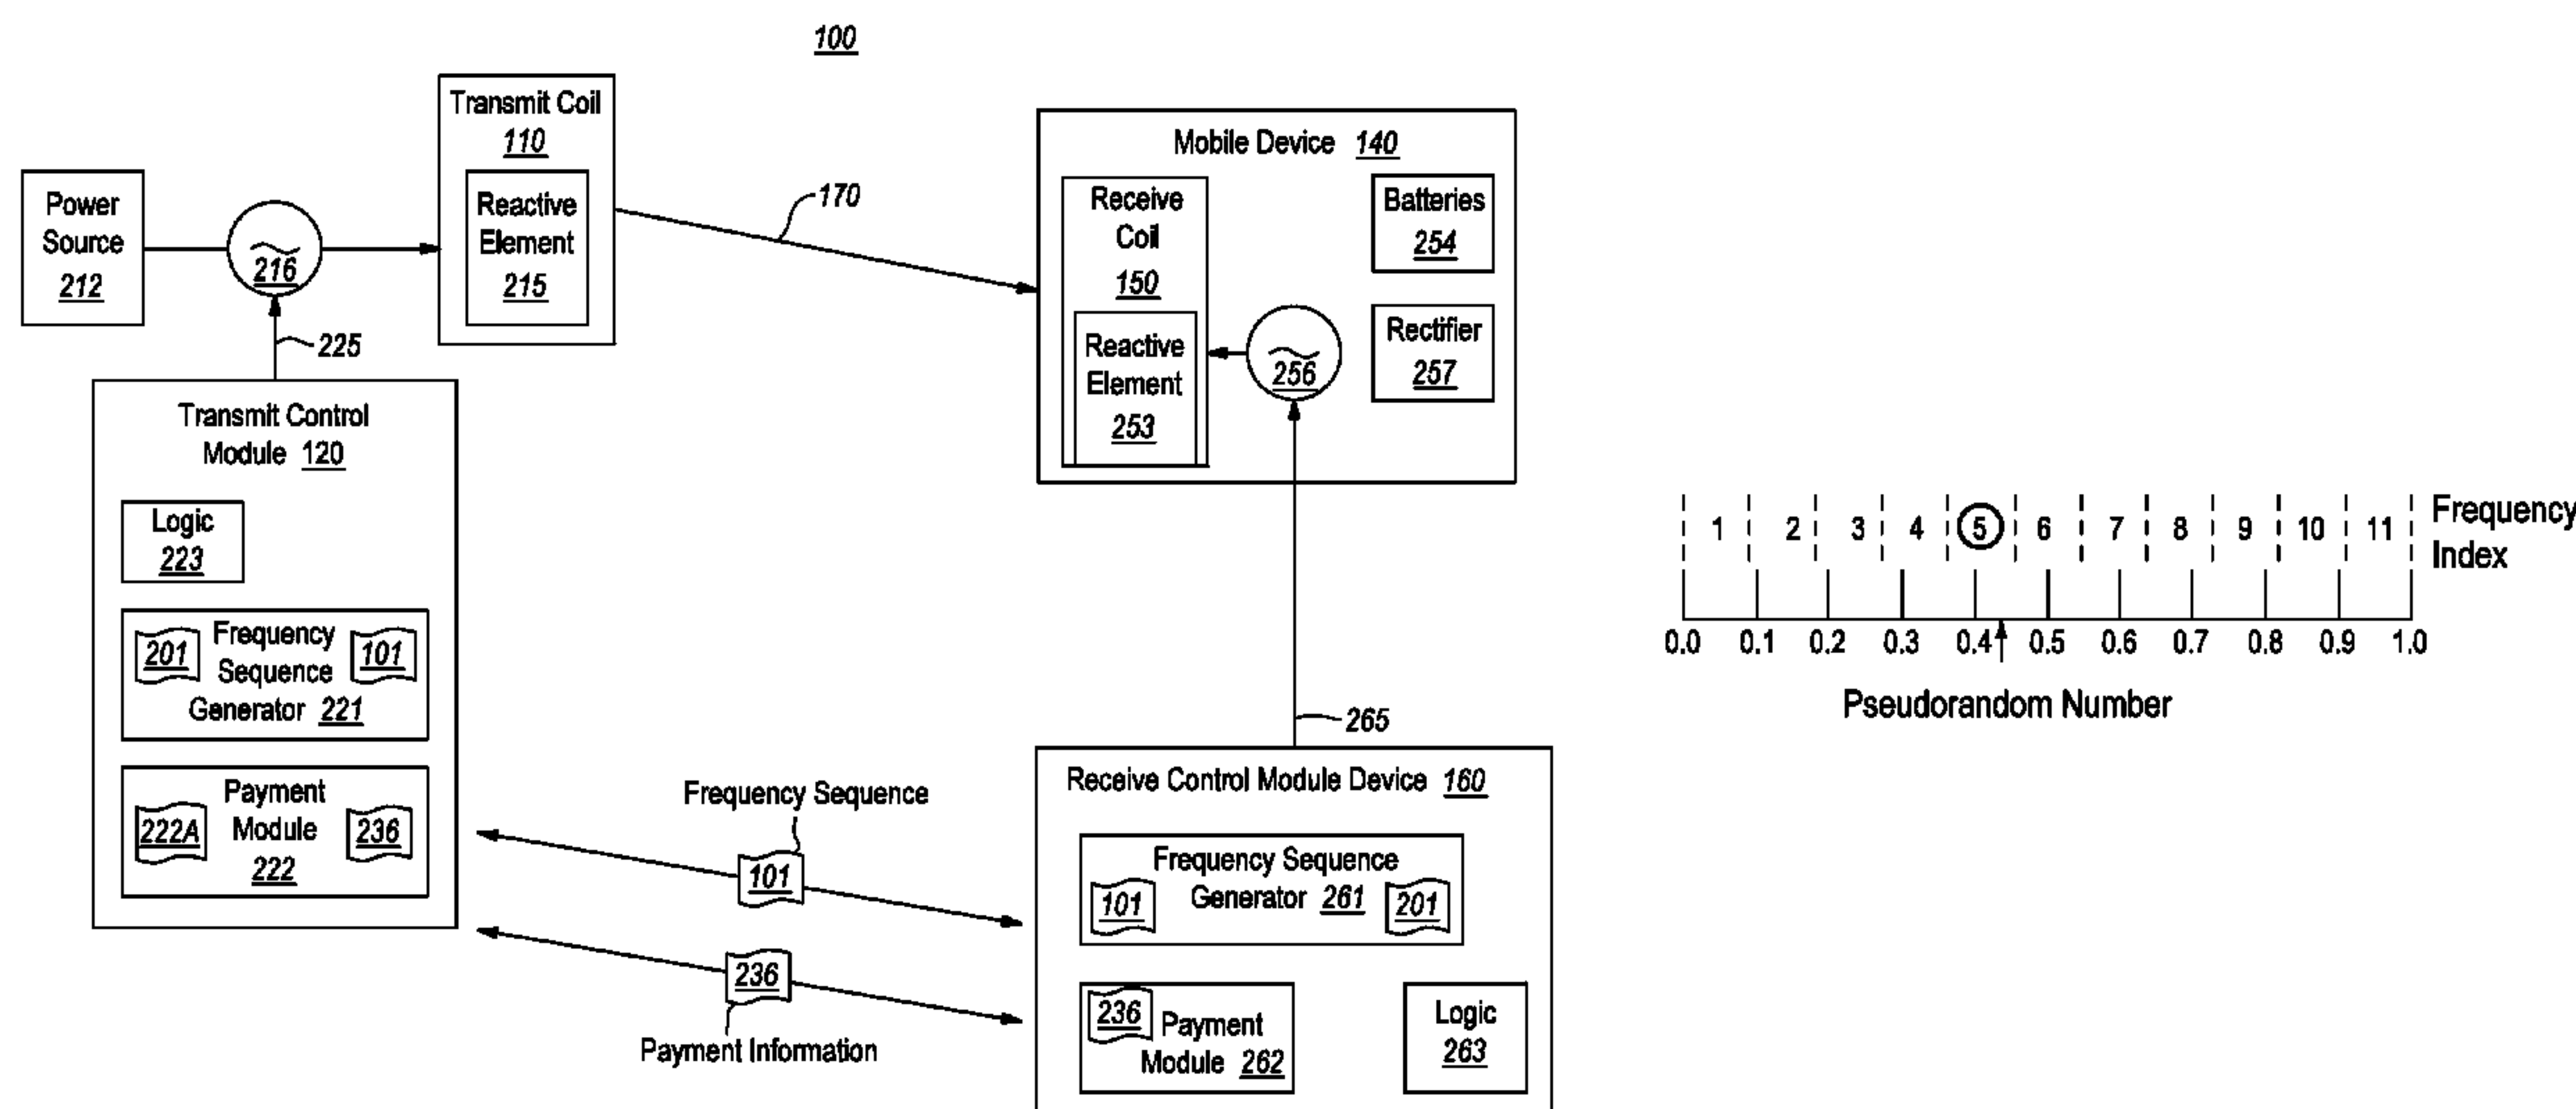 100
Transmit Coil
110
Reactive
Element
215
Power
Source
212
216
225
170
Mobile Device 140
Receive
Coil
150
Reactive
Element
253
256
Batteries
254
Rectifier
257
Transmit Control
Module 120
Logic
223
201
Frequency
Sequence
Generator 221
101
222A
Payment
Module
222
236
Frequency Sequence
101
236
Payment Information
265
Receive Control Module Device 160
Frequency Sequence
Generator 261
101
201
236
Payment
Module 262
Logic
263
1 2 3 4 5 6 7 8 9 10 11
Frequency
Index
0.0 0.1 0.2 0.3 0.4 0.5 0.6 0.7 0.8 0.9 1.0
Pseudorandom Number